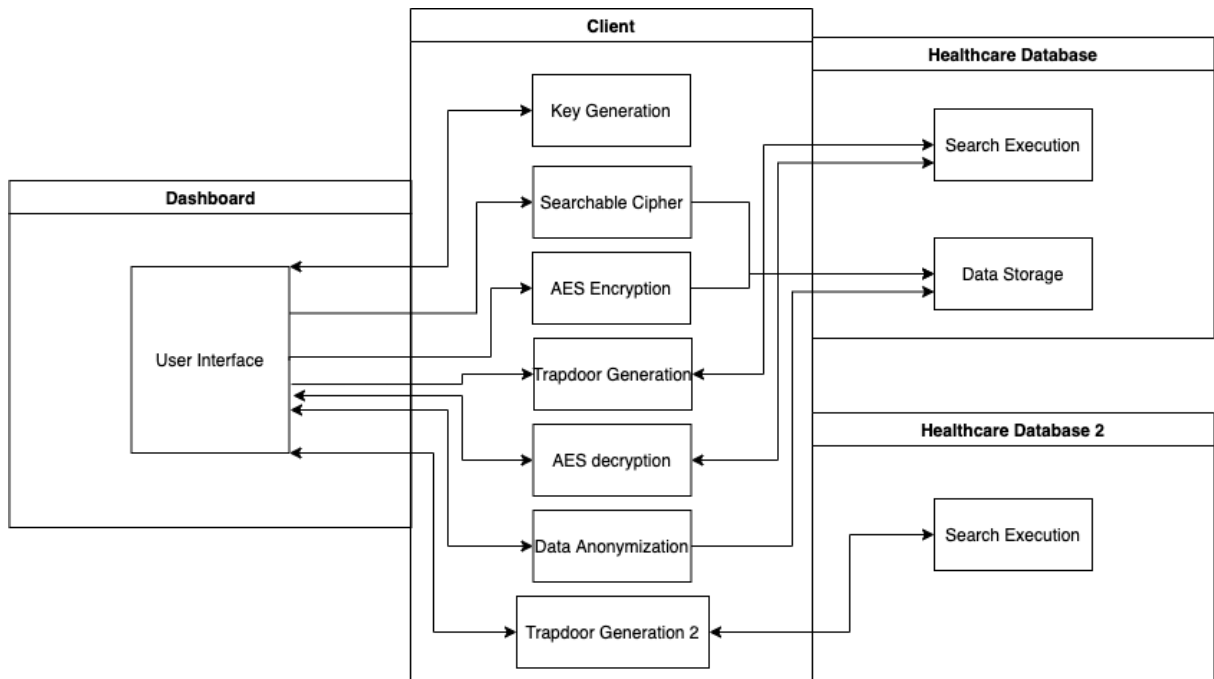 Client
Healthcare Database
Key Generation
Search Execution
Dashboard
Searchable Cipher
Data Storage
AES Encryption
User Interface
Trapdoor Generation
Healthcare Database 2
AES decryption
Data Anonymization
Search Execution
Trapdoor Generation 2